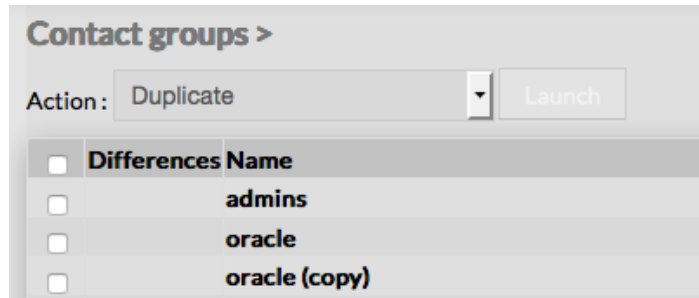 Contact groups >
Action : Duplicate Launch
Differences Name
admins
oracle
oracle (copy)